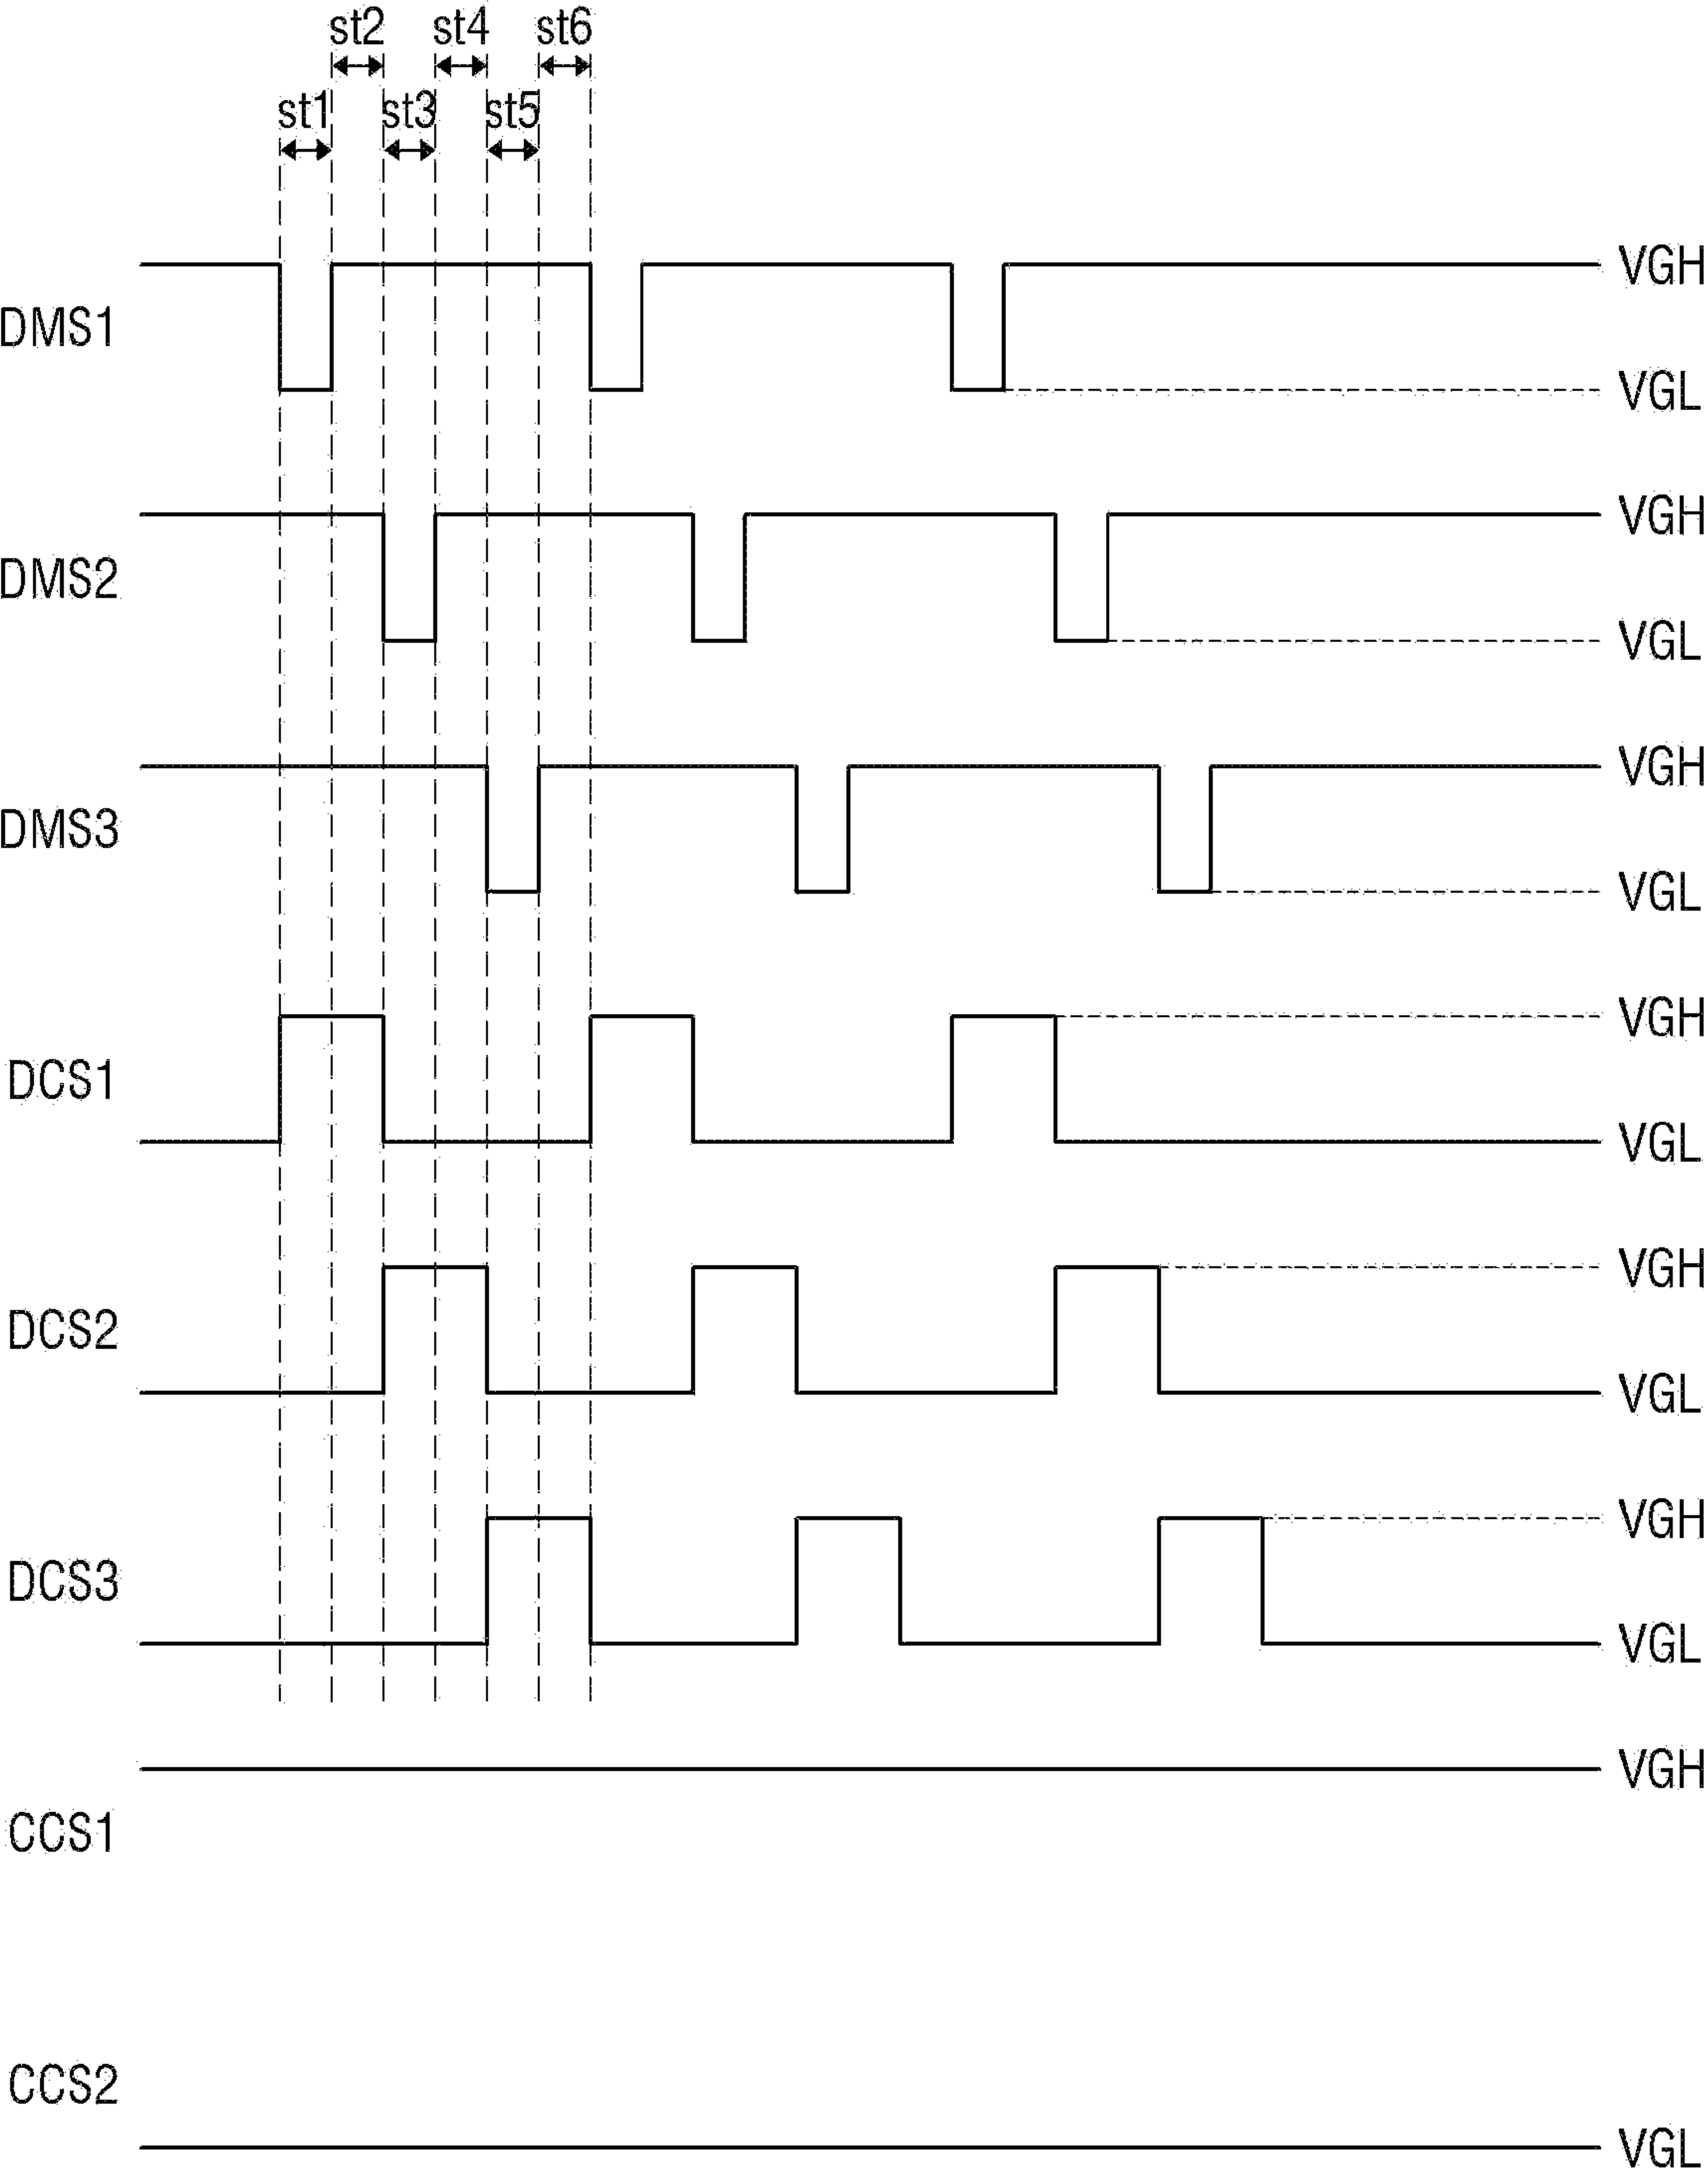 st2 st4 st6
st1 st3 st5
VGH
DMS1
VGL
VGH
DMS2
VGL
VGH
DMS3
VGL
VGH
DCS1
VGL
VGH
DCS2
VGL
VGH
DCS3
VGL
VGH
CCS1
CCS2
VGL